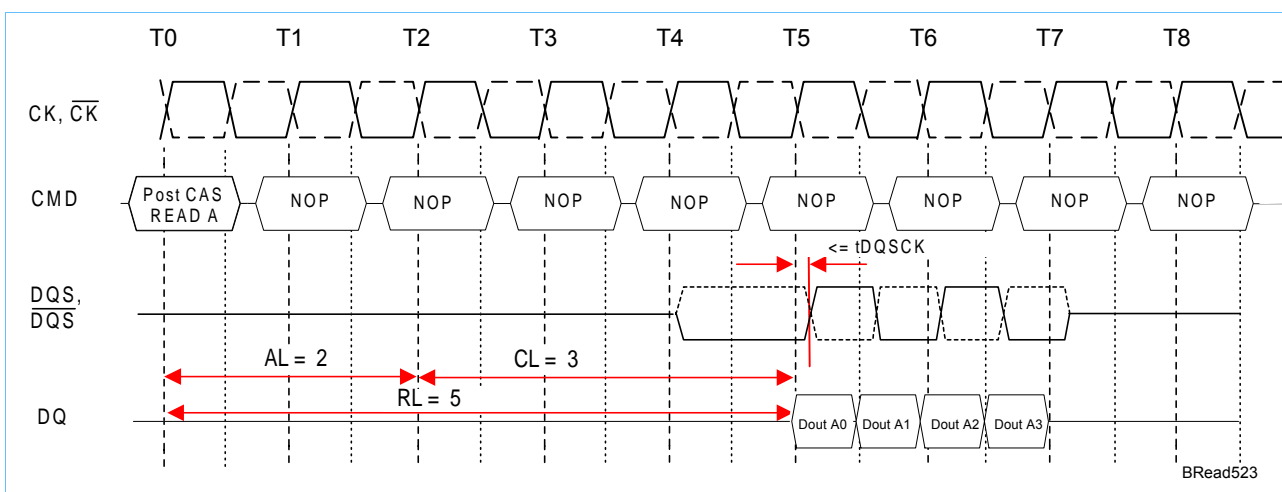 T0 T1 T2 T3 T4 T5 T6 T7 T8
CK, CK
CMD
Post CAS
READ A
NOP NOP NOP NOP NOP NOP NOP NOP
<= tDQSCK
DQS,
DQS
AL = 2
CL = 3
RL = 5
DQ
Dout A0 Dout A1 Dout A2 Dout A3
BRead523